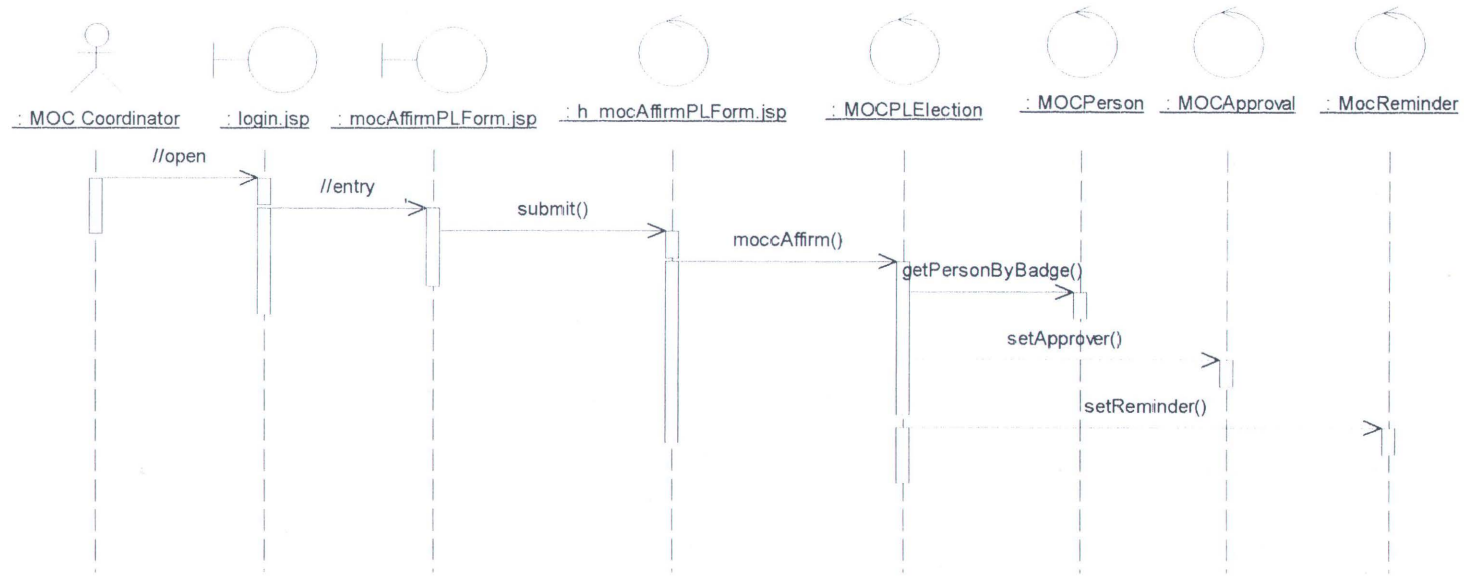 : MOC Coordinator
: login.jsp
: mocAffirmPLForm.jsp
: h_mocAffirmPLForm.jsp
: MOCPLElection
: MOCPerson
: MOCApproval
: MocReminder
//open
//entry
submit()
moccAffirm()
getPersonByBadge()
setApprover()
setReminder()